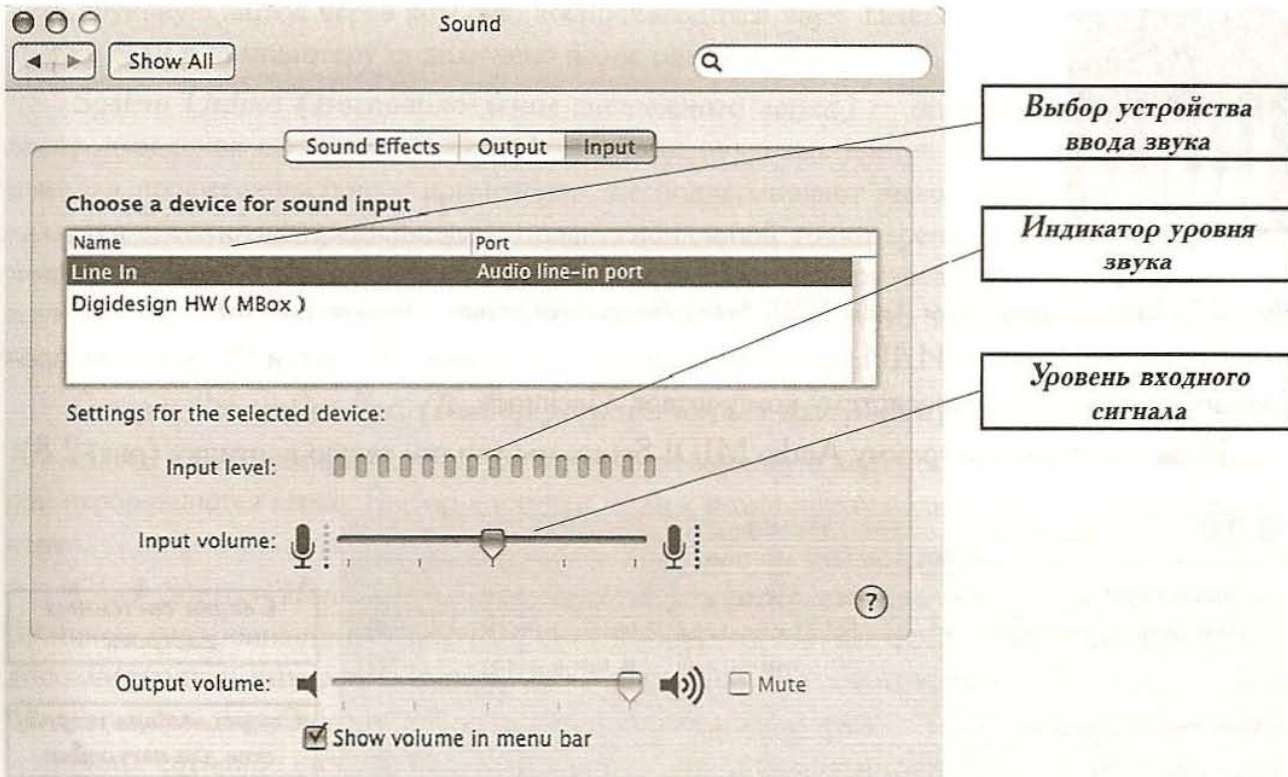 Sound
Show All
Sound Effects Output Input
Choose a device for sound input
Name Port
Line In Audio line-in port
Digidesign HW ( MBox )
Settings for the selected device:
Input level:
Input volume:
?
Output volume: Mute
Show volume in menu bar
Выбор устройства
ввода звука
Индикатор уровня
звука
Уровень входного
сигнала